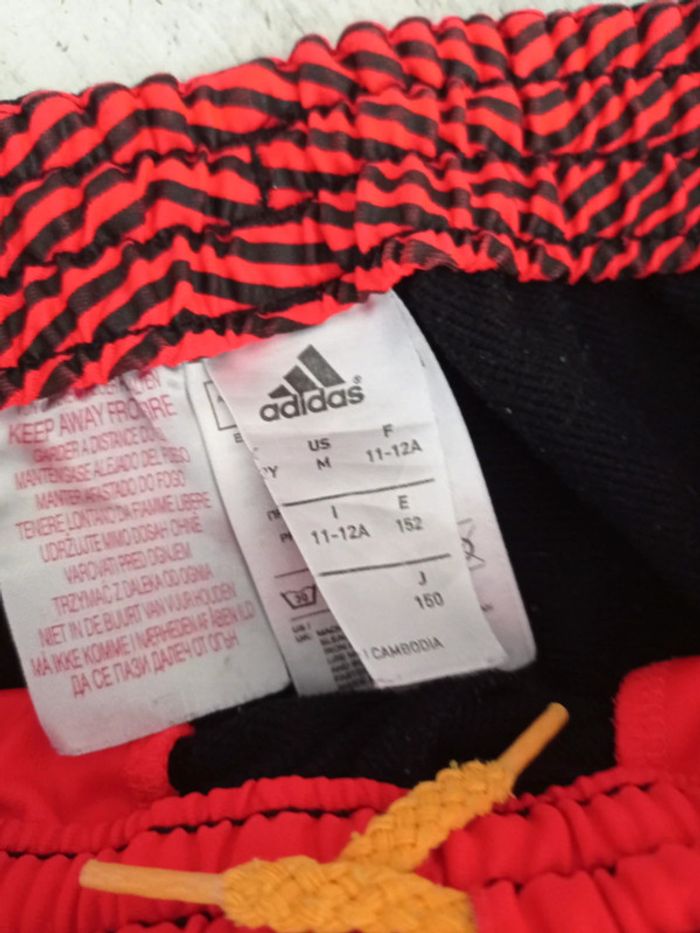 KEEP AWAY FROM FIRE
GARDER A DISTANCE DU
MANTENGASE ALEJADO DEL FUEGO
MANTER AFASTADO DO FOGO
TENERE LONTANO DA FIAMME LIBERE
UDRŽUJTE MIMO DOSAH OHNĚ
VAROVATI PRED OGNJEM
TRZYMAĆ Z DALEKA OD OGNIA
NIET IN DE BUURT VAN VUUR HOUDEN
MÅ IKKE KOMME I NÆRHEDEN AF ÅBEN ILD
ДА СЕ ПАЗИ ДАЛЕЧ ОТ ОГЪН
adidas®
US F
M 11-12A
I E
11-12A 152
J
150
CAMBODIA
30